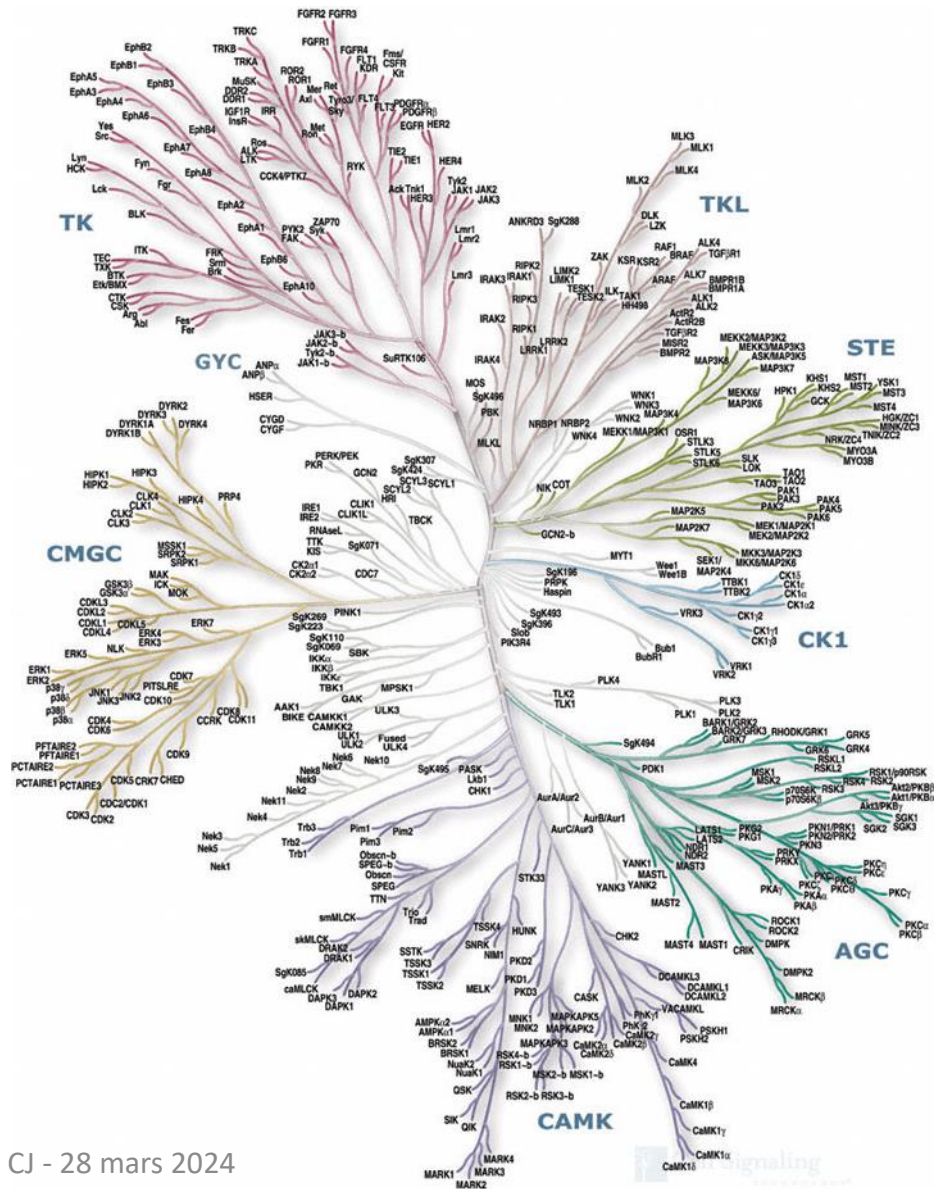 FGFR2 FGFR3
TRKC
EphB2
FGFR1
Fms/
TRKB
FGFR4
FLT1
CSFR
EphB1
TRKA
ROR2
KDR
Kit
EphA5
EphB3
MuSK
ROR1
Ret
Mer
EphA3
DDR2
Axl
Tyro3/
Sky
FLT4
PDGFRα
EphA4
DDR1
IRR
FLT3
PDGFRβ
EphA6
IGF1R
InsR
Met
Ron
EGFR HER2
Yes
Src
EphB4
EphA7
Ros
ALK
LTK
TIE2
TIE1
MLK3
MLK1
Lyn
HCK
Fyn
EphA8
CCK4/PTK7
RYK
HER4
MLK4
Lck
Fgr
Ack Tnk1
HER3
Tyk2
JAK1
JAK2
JAK3
MLK2
TKL
EphA2
TK
BLK
EphA1
PYK2
FAK
ZAP70
Syk
Lmr1
Lmr2
ANKRD3
SgK288
DLK
LZK
ITK
FRK
Srm
Brk
EphB6
TEC
TXK
BTK
Etk/BMX
EphA10
Lmr3
IRAK3
IRAK1
RIPK2
LIMK2
LIMK1
ZAK
KSR
KSR2
RAF1
BRAF
ARAF
ALK4
TGFβR1
CTK
CSK
Arg
Abl
Fes
Fer
RIPK3
TESK1
TESK2
ILK
TAK1
HH498
ALK7
BMPR1B
BMPR1A
ALK1
ALK2
JAK3~b
JAK2~b
Tyk2~b
JAK1~b
SuRTK106
IRAK2
RIPK1
LRRK2
LRRK1
ActR2
ActR2B
TGFβR2
MISR2
BMPR2
GYC
ANPα
ANPβ
IRAK4
MEKK2/MAP3K2
MEKK3/MAP3K3
ASK/MAP3K5
MAP3K8
MAP3K7
STE
HSER
MOS
SgK496
PBK
WNK1
WNK3
WNK2
WNK4
MEKK6/
MAP3K6
MAP3K4
MEKK1/MAP3K1
HPK1
KHS1
KHS2
GCK
MST1
MST2
YSK1
MST3
MST4
HGK/ZC1
MINK/ZC3
TNIK/ZC2
CYGD
CYGF
MLKL
NRBP1
NRBP2
OSR1
STLK3
STLK5
STLK6
SLK
LOK
NRK/ZC4
MYO3A
MYO3B
DYRK2
DYRK3
DYRK1A
DYRK1B
DYRK4
PERK/PEK
PKR
GCN2
SgK307
SgK424
SCYL3
SCYL2
SCYL1
HRI
NIK COT
TAO1
TAO2
TAO3
PAK1
PAK3
PAK2
PAK4
PAK5
PAK6
HIPK1
HIPK2
HIPK3
HIPK4
PRP4
CLK4
CLK1
CLK2
CLK3
IRE1
IRE2
CLIK1
CLIK1L
TBCK
MAP2K5
MAP2K7
MEK1/MAP2K1
MEK2/MAP2K2
RNAseL
TTK
KIS
SgK071
GCN2~b
CMGC
MSSK1
SRPK2
SRPK1
CK2α1
CK2α2
CDC7
MYT1
Wee1
Wee1B
SEK1/
MAP2K4
MKK3/MAP2K3
MKK6/MAP2K6
SgK196
PRPK
Haspin
TTBK1
TTBK2
CK1δ
CK1ε
CK1α
CK1α2
MAK
ICK
MOK
GSK3β
GSK3α
CDKL3
CDKL2
CDKL1
CDKL5
CDKL4
SgK269
SgK223
PINK1
SgK493
SgK396
Slob
PIK3R4
VRK3
CK1γ2
CK1γ1
CK1γ3
CK1
ERK7
ERK4
ERK3
NLK
ERK5
SgK110
SgK069
SBK
Bub1
BubR1
VRK1
VRK2
ERK1
ERK2
p38γ
p38δ
p38β
p38α
JNK1
JNK3
JNK2
CDK7
PITSLRE
CDK10
CDK8
CDK11
CCRK
IKKα
IKKβ
IKKε
TBK1
MPSK1
GAK
TLK2
TLK1
PLK4
PLK3
PLK2
PLK1
CDK4
CDK6
AAK1
BIKE
CAMKK1
CAMKK2
ULK3
BARK1/GRK2
BARK2/GRK3
RHODK/GRK1
GRK5
GRK7
GRK6
GRK4
SgK494
PFTAIRE2
PFTAIRE1
PCTAIRE2
PCTAIRE1
PCTAIRE3
CDK9
CDK5
CRK7
CHED
CDC2/CDK1
CDK3
CDK2
ULK1
ULK2
Fused
ULK4
Nek6
Nek7
Nek10
Nek8
Nek9
Nek2
Nek11
Nek4
Nek3
Nek5
Nek1
SgK495
PASK
Lkb1
CHK1
PDK1
RSKL1
RSKL2
MSK1
MSK2
RSK1/p90RSK
RSK4
RSK2
RSK3
p70S6K
p70S6Kβ
Akt2/PKBβ
Akt1/PKBα
Akt3/PKBγ
SGK1
SGK2
SGK3
AurA/Aur2
AurB/Aur1
AurC/Aur3
Trb3
Trb2
Trb1
Pim1
Pim2
Pim3
LATS1
LATS2
NDR1
NDR2
MAST3
PKG2
PKG1
PKN1/PRK1
PKN2/PRK2
PKN3
PRKY
PRKX
YANK1
MASTL
YANK2
YANK3
MAST2
PKCη
PKCε
PKCι
PKCζ
PKCδ
PKCθ
PKCγ
PKCα
PKCβ
PKAγ
PKAα
PKAβ
Obscn~b
SPEG~b
Obscn
SPEG
TTN
STK33
smMLCK
Trio
Trad
MAST4
MAST1
ROCK1
ROCK2
DMPK
CRIK
DMPK2
MRCKβ
MRCKα
AGC
skMLCK
DRAK2
DRAK1
SgK085
caMLCK
DAPK3
DAPK2
DAPK1
SSTK
TSSK3
TSSK1
TSSK2
TSSK4
SNRK
NIM1
HUNK
CHK2
MELK
PKD2
PKD1
PKD3
DCAMKL3
DCAMKL1
DCAMKL2
CASK
VACAMKL
PhKγ1
PhKγ2
PSKH1
PSKH2
MNK1
MNK2
MAPKAPK5
MAPKAPK2
MAPKAPK3
CaMK2γ
CaMK2α
CaMK2β
CaMK2δ
AMPKα2
AMPKα1
BRSK2
BRSK1
NuaK2
NuaK1
RSK4~b
RSK1~b
MSK2~b
MSK1~b
RSK2~b
RSK3~b
CaMK4
CaMK1β
CaMK1γ
CaMK1α
CaMK1δ
QSK
SIK
QIK
CAMK
MARK4
MARK1
MARK3
MARK2
CJ - 28 mars 2024
Signaling